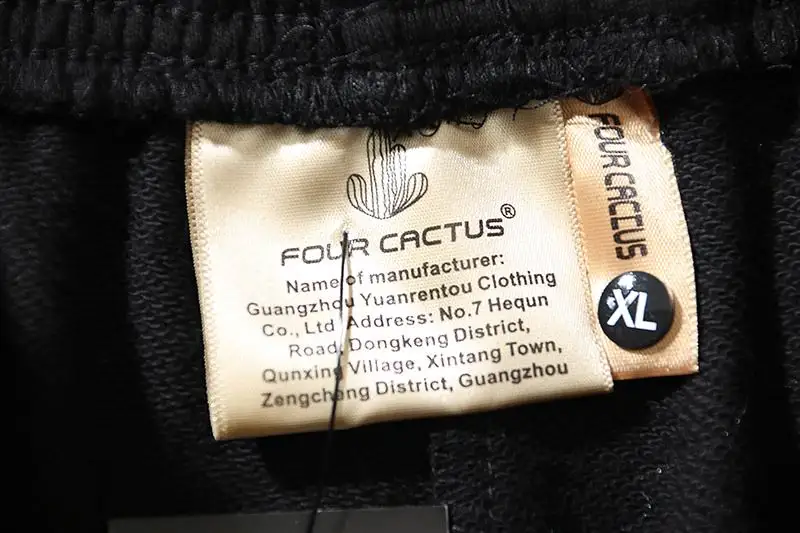 FOUR CACTUS®
Name of manufacturer:
Guangzhou Yuanrentou Clothing
Co., Ltd Address: No.7 Hequn
Road, Dongkeng District,
Qunxing Village, Xintang Town,
Zengcheng District, Guangzhou
FOUR CACTUS
XL